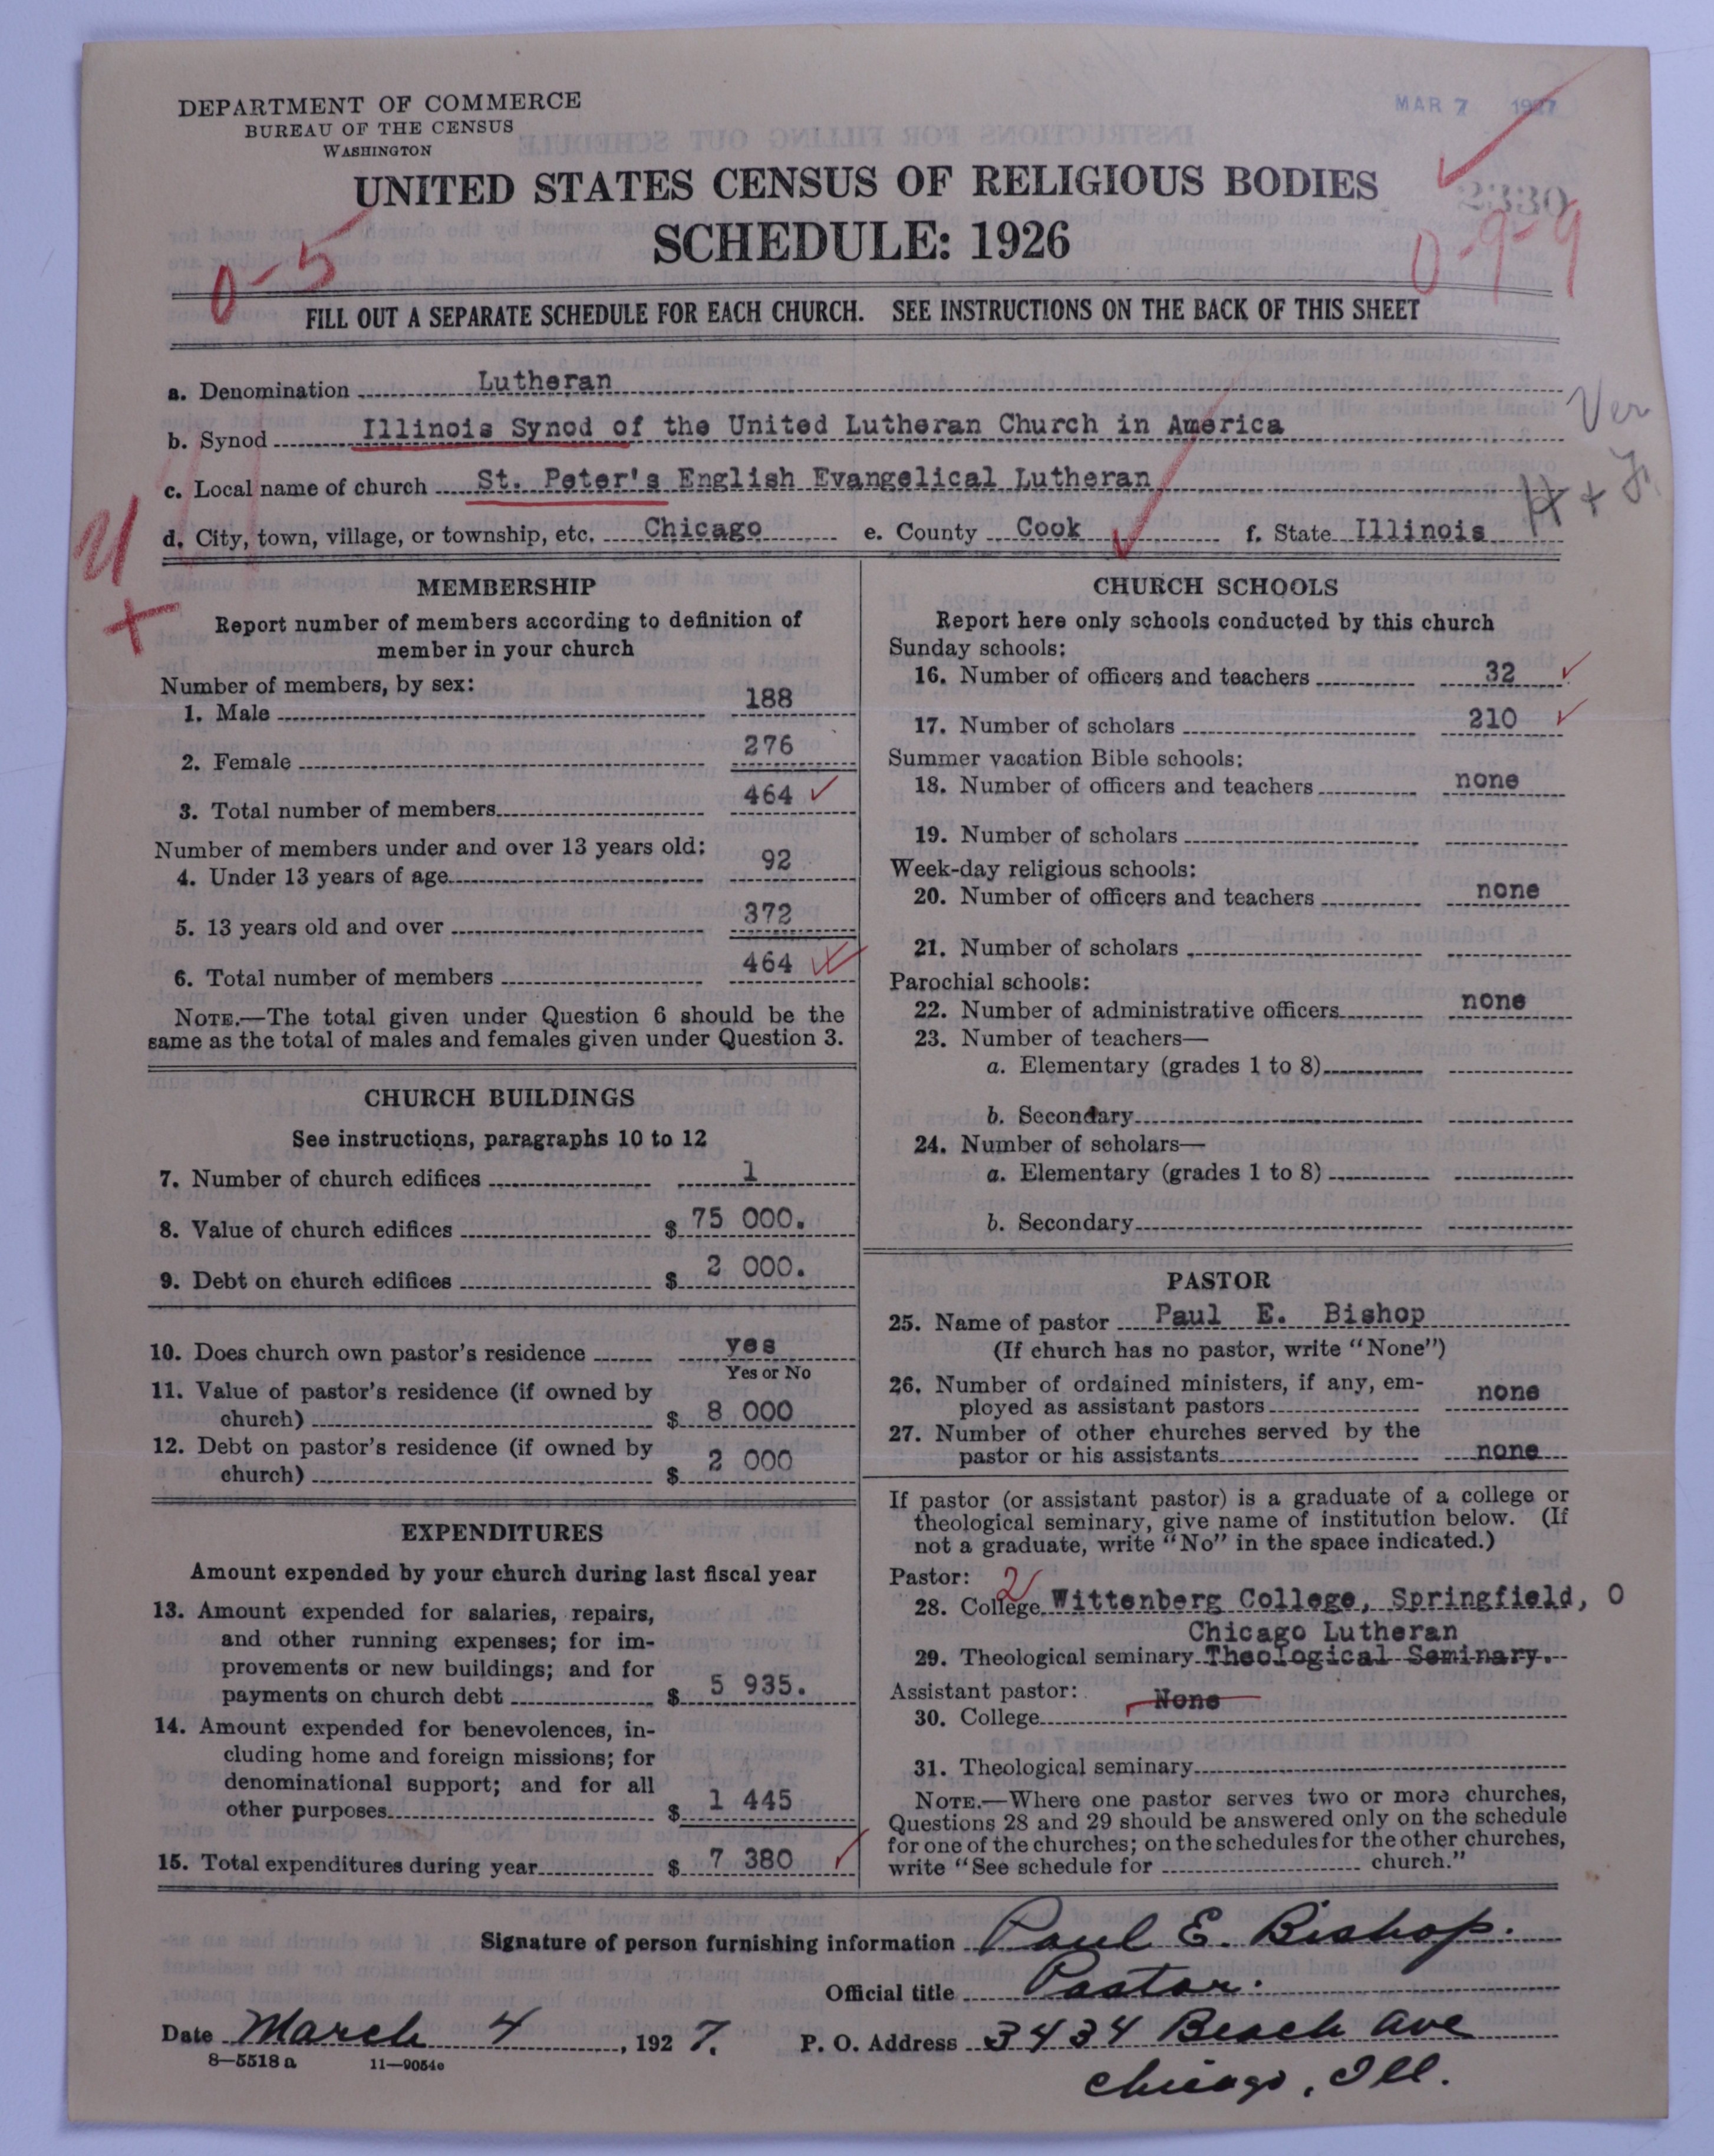 DEPARTMENT OF COMMERCE
BUREAU OF THE CENSUS
WASHINGTON
MAR 7 1927
UNITED STATES CENSUS OF RELIGIOUS BODIES
2330
SCHEDULE: 1926
0-5
0-9-9
FILL OUT A SEPARATE SCHEDULE FOR EACH CHURCH. SEE INSTRUCTIONS ON THE BACK OF THIS SHEET
a. Denomination Lutheran
b. Synod Illinois Synod of the United Lutheran Church in America
Ver
c. Local name of church St. Peter's English Evangelical Lutheran
d. City, town, village, or township, etc. Chicago e. County Cook f. State Illinois
MEMBERSHIP
Report number of members according to definition of
member in your church
Number of members, by sex:
1. Male 188
2. Female 276
3. Total number of members 464
Number of members under and over 13 years old:
4. Under 13 years of age 92
5. 13 years old and over 372
6. Total number of members 464
NOTE.—The total given under Question 6 should be the
same as the total of males and females given under Question 3.
CHURCH BUILDINGS
See instructions, paragraphs 10 to 12
7. Number of church edifices 1
8. Value of church edifices $ 75 000.
9. Debt on church edifices $ 2 000.
10. Does church own pastor's residence yes
Yes or No
11. Value of pastor's residence (if owned by
church) $ 8 000
12. Debt on pastor's residence (if owned by
church) $ 2 000
EXPENDITURES
Amount expended by your church during last fiscal year
13. Amount expended for salaries, repairs,
and other running expenses; for im-
provements or new buildings; and for
payments on church debt $ 5 935.
14. Amount expended for benevolences, in-
cluding home and foreign missions; for
denominational support; and for all
other purposes $ 1 445
15. Total expenditures during year $ 7 380
CHURCH SCHOOLS
Report here only schools conducted by this church
Sunday schools:
16. Number of officers and teachers 32
17. Number of scholars 210
Summer vacation Bible schools:
18. Number of officers and teachers none
19. Number of scholars
Week-day religious schools:
20. Number of officers and teachers none
21. Number of scholars
Parochial schools:
22. Number of administrative officers none
23. Number of teachers—
a. Elementary (grades 1 to 8)
b. Secondary
24. Number of scholars—
a. Elementary (grades 1 to 8)
b. Secondary
PASTOR
25. Name of pastor Paul E. Bishop
(If church has no pastor, write "None")
26. Number of ordained ministers, if any, em-
ployed as assistant pastors none
27. Number of other churches served by the
pastor or his assistants none
If pastor (or assistant pastor) is a graduate of a college or
theological seminary, give name of institution below. (If
not a graduate, write "No" in the space indicated.)
Pastor: 2
28. College Wittenberg College, Springfield, O
Chicago Lutheran
29. Theological seminary Theological Seminary.
Assistant pastor: None
30. College
31. Theological seminary
NOTE.—Where one pastor serves two or more churches,
Questions 28 and 29 should be answered only on the schedule
for one of the churches; on the schedules for the other churches,
write "See schedule for church."
Signature of person furnishing information Paul E. Bishop.
Official title Pastor.
Date March 4, 1927. P. O. Address 3434 Beach Ave
Chicago, Ill.
8—5518 a 11—9054c